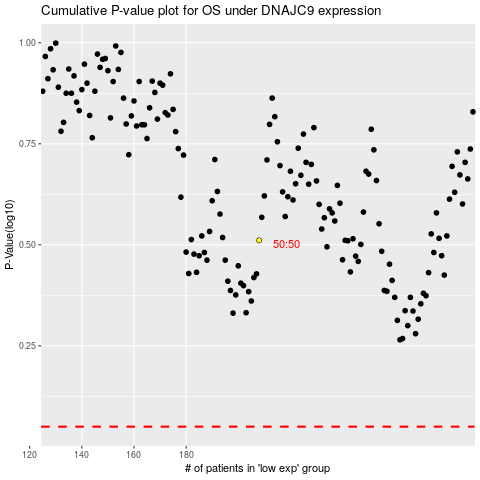 Cumulative P-value plot for OS under DNAJC9 expression
1.00
0.75
0.50
0.25
P-Value(log10)
50:50
120 140 160 180
# of patients in 'low exp' group